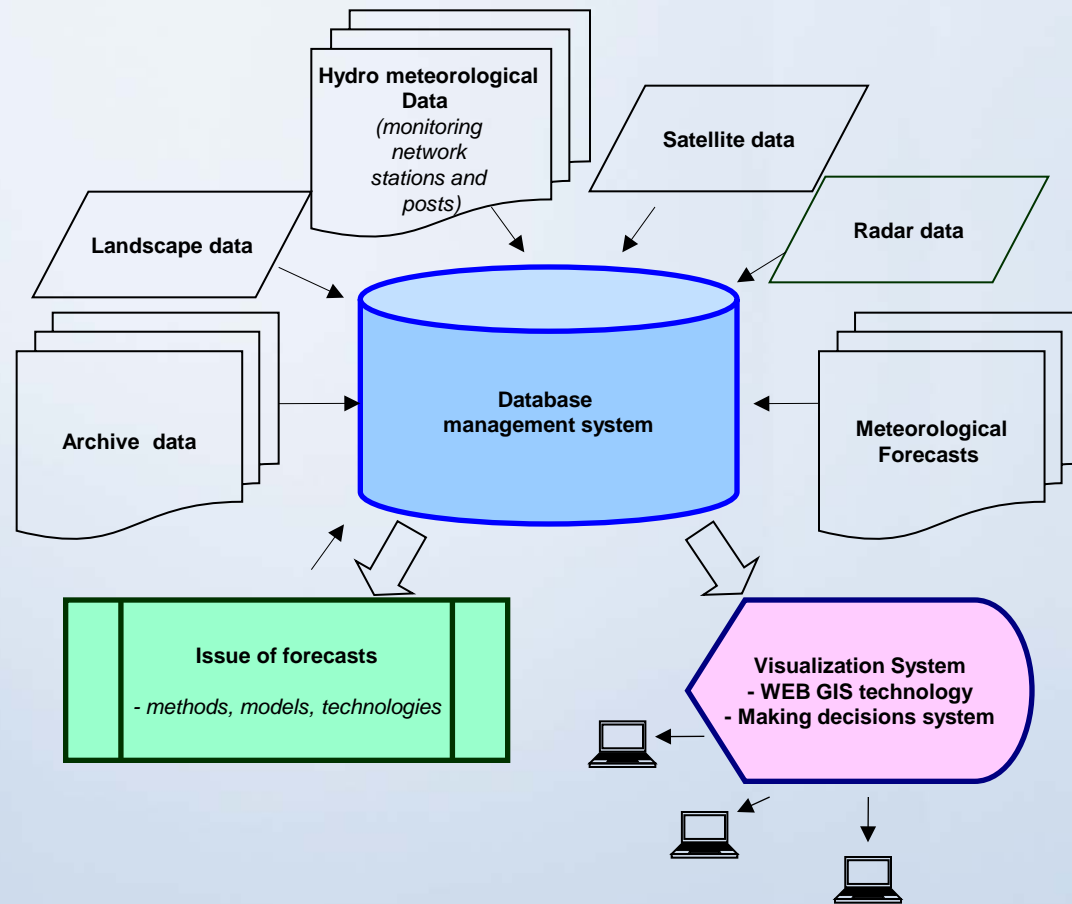 Hydro meteorological
Data
(monitoring
network
stations and
posts)
Satellite data
Landscape data
Radar data
Archive  data
Database
management system
Meteorological
Forecasts
Issue of forecasts
- methods, models, technologies
Visualization System
- WEB GIS technology
- Making decisions system